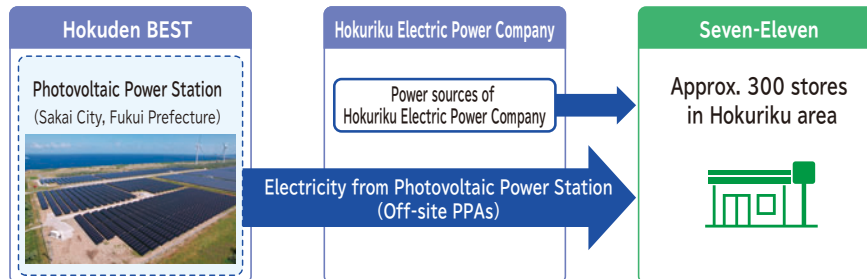 Hokuden BEST
Photovoltaic Power Station
(Sakai City, Fukui Prefecture)
Hokuriku Electric Power Company
Power sources of
Hokuriku Electric Power Company
Electricity from Photovoltaic Power Station
(Off-site PPAs)
Seven-Eleven
Approx. 300 stores
in Hokuriku area